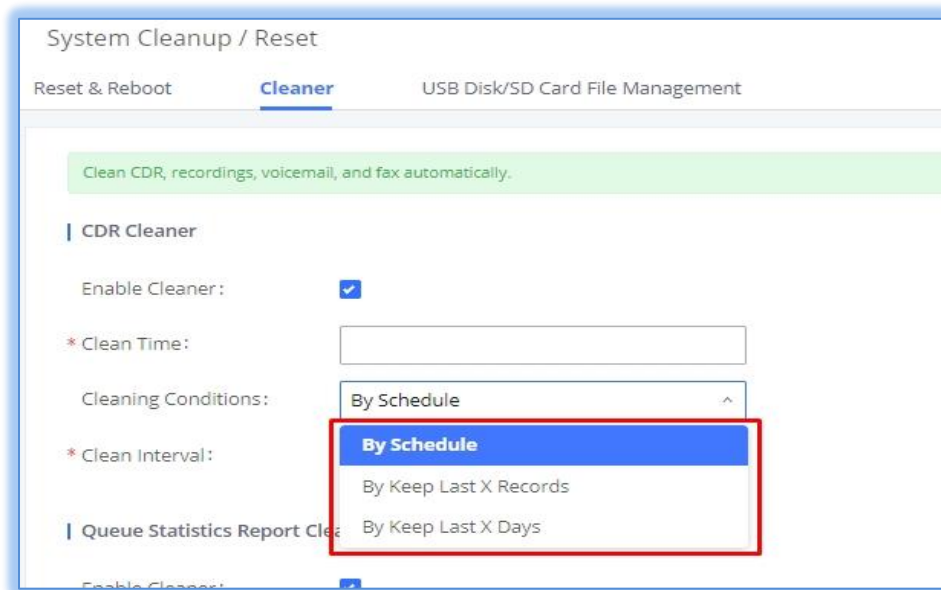 System Cleanup / Reset
Reset & Reboot Cleaner USB Disk/SD Card File Management
Clean CDR, recordings, voicemail, and fax automatically.
CDR Cleaner
Enable Cleaner:
* Clean Time:
Cleaning Conditions: By Schedule
* Clean Interval: By Schedule
By Keep Last X Records
By Keep Last X Days
Queue Statistics Report
Enable Cleaner: